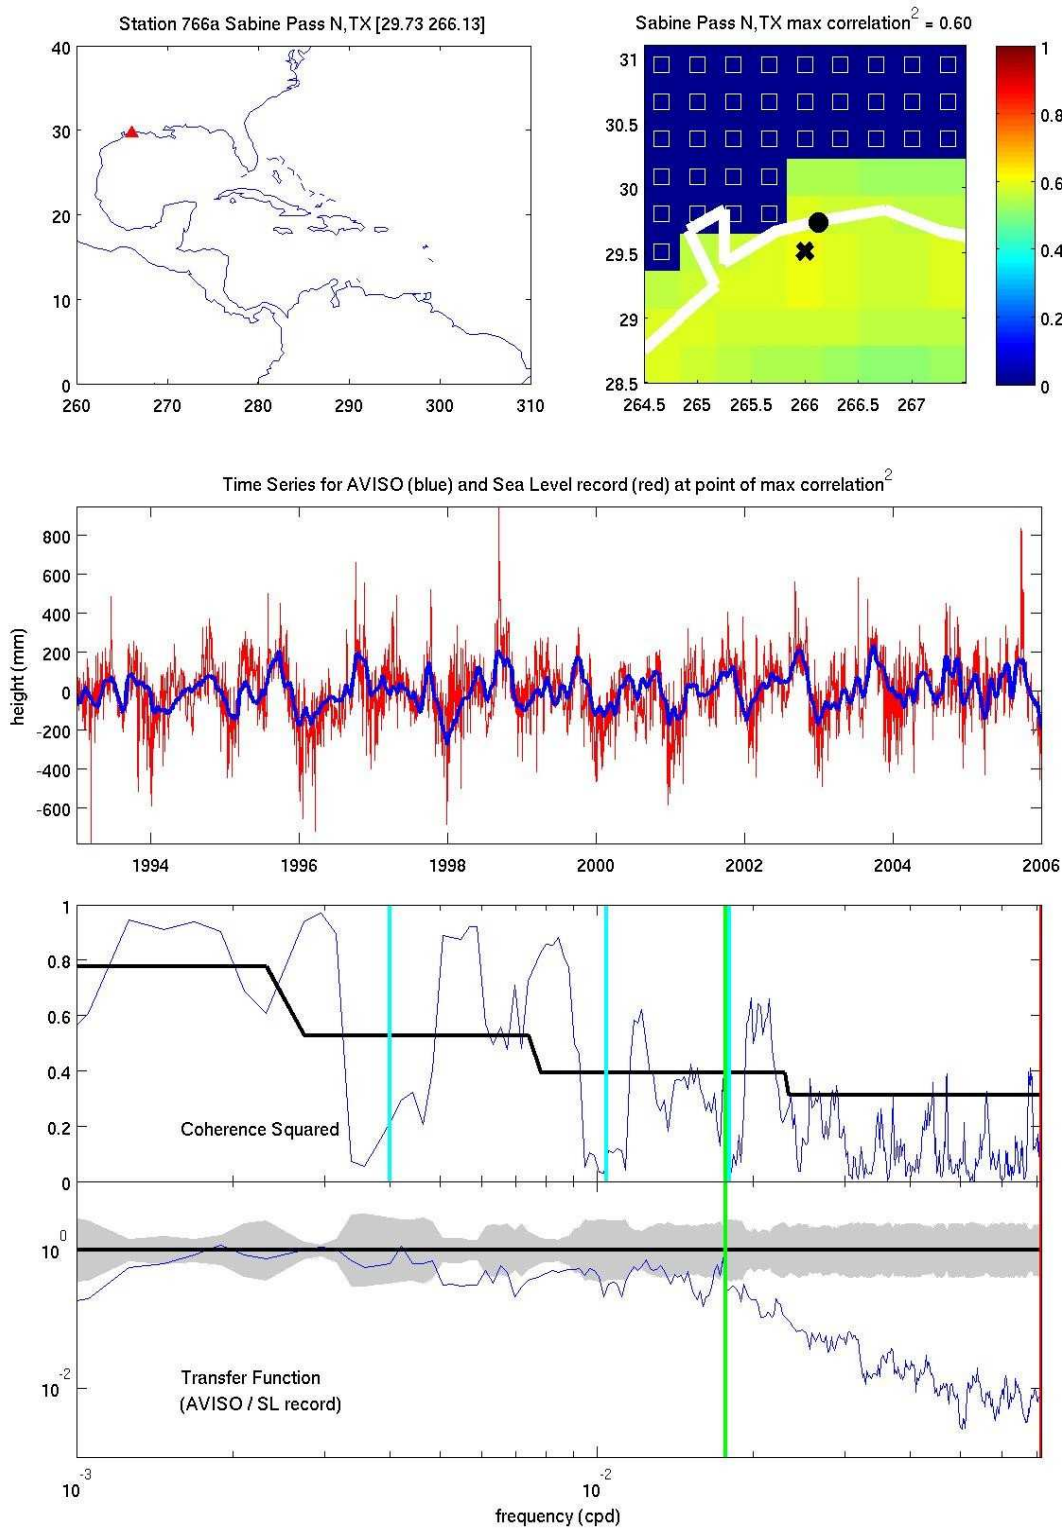 Station 766a Sabine Pass N,TX [29.73 266.13]
40
30
20
10
0
260 270 280 290 300 310
Sabine Pass N,TX max correlation2 = 0.60
31
30.5
30
29.5
29
28.5
264.5 265 265.5 266 266.5 267
1
0.8
0.6
0.4
0.2
0
Time Series for AVISO (blue) and Sea Level record (red) at point of max correlation2
height (mm)
800
600
400
200
0
-200
-400
-600
1994 1996 1998 2000 2002 2004 2006
1
0.8
0.6
0.4
0.2
0
Coherence Squared
10 0
10 -2
Transfer Function
(AVISO / SL record)
10 -3 10 -2
frequency (cpd)